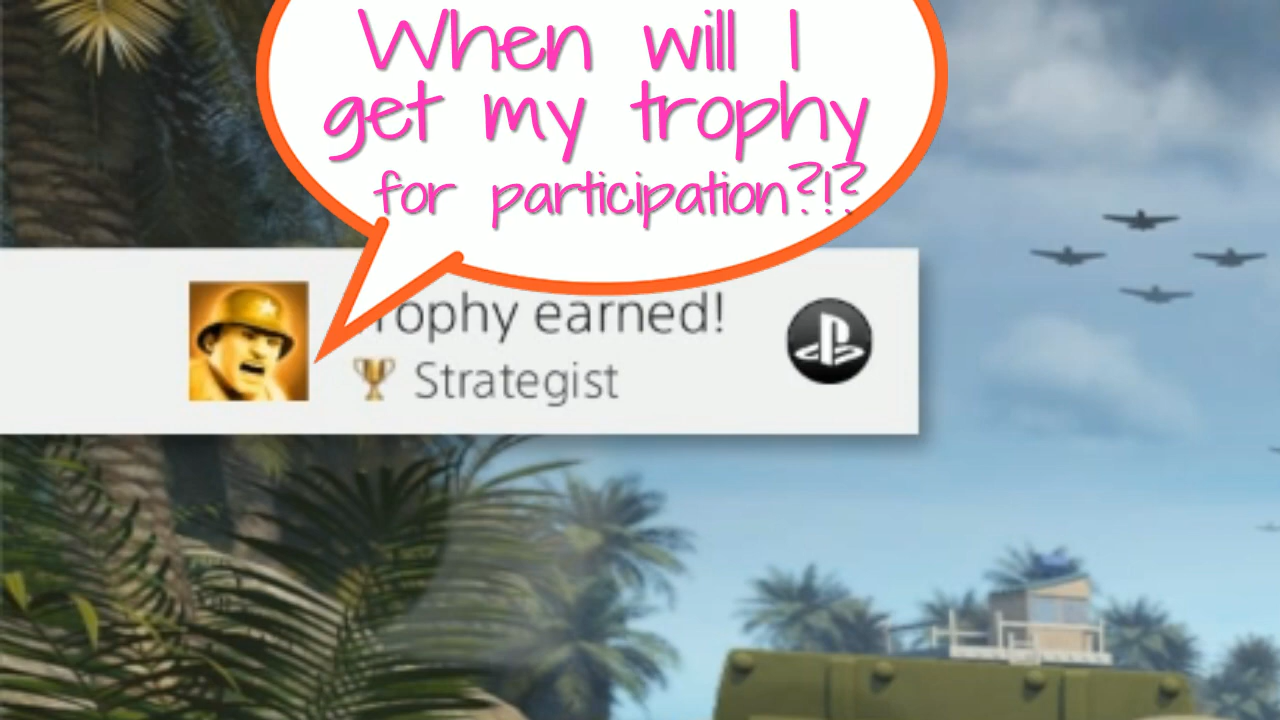 When will I
get my trophy
for participation?!?
rophy earned!
Strategist